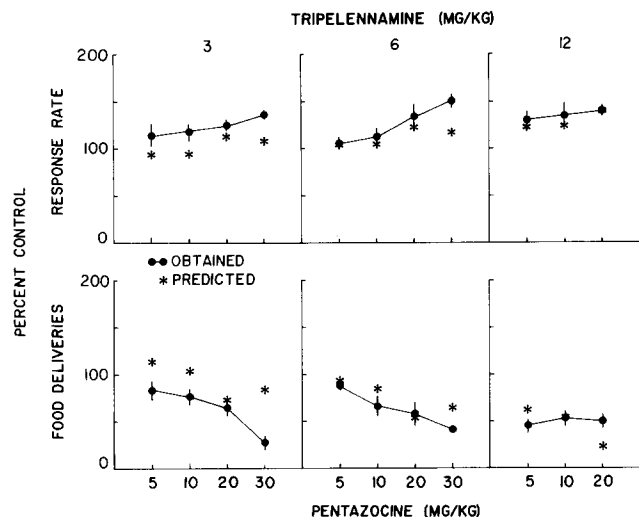 TRIPELENNAMINE (MG/KG)
3 6 12
PERCENT CONTROL
RESPONSE RATE
200
100
0
● OBTAINED
* PREDICTED
FOOD DELIVERIES
200
100
0
5 10 20 30 5 10 20 30 5 10 20
PENTAZOCINE (MG/KG)